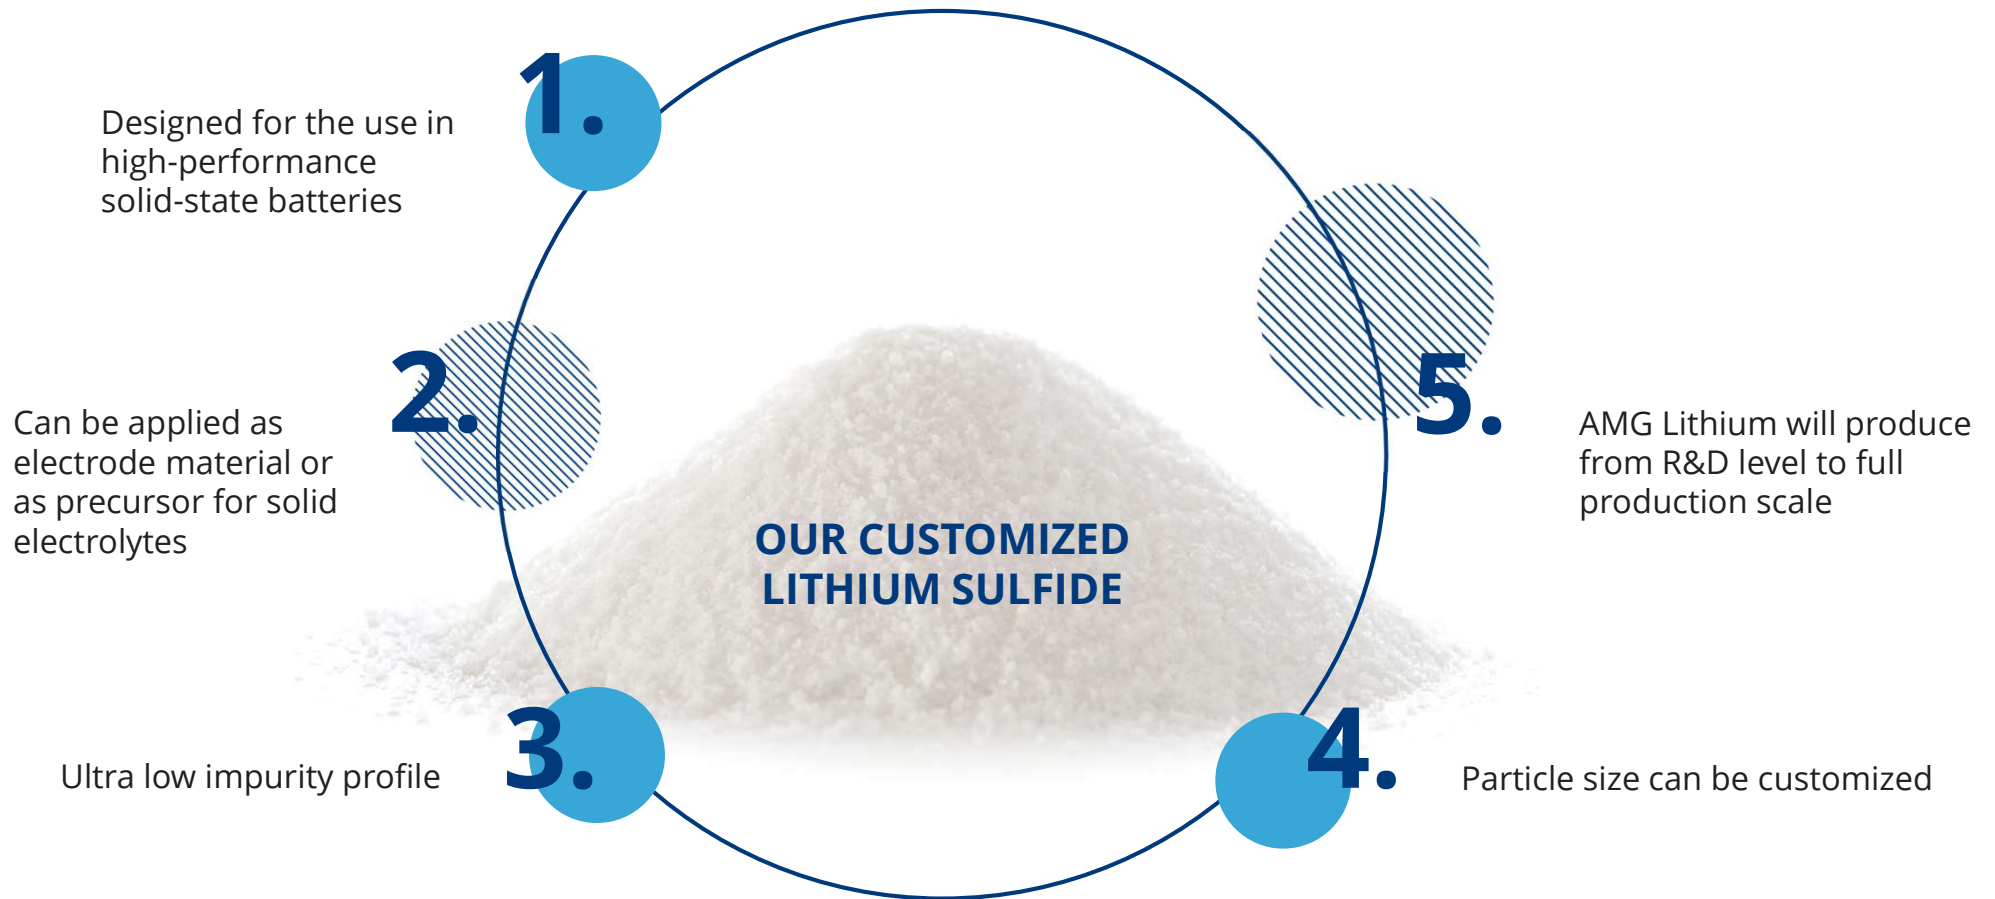 1.
Designed for the use in
high-performance
solid-state batteries
2.
Can be applied as
electrode material or
as precursor for solid
electrolytes
3.
Ultra low impurity profile
OUR CUSTOMIZED
LITHIUM SULFIDE
4.
Particle size can be customized
5.
AMG Lithium will produce
from R&D level to full
production scale